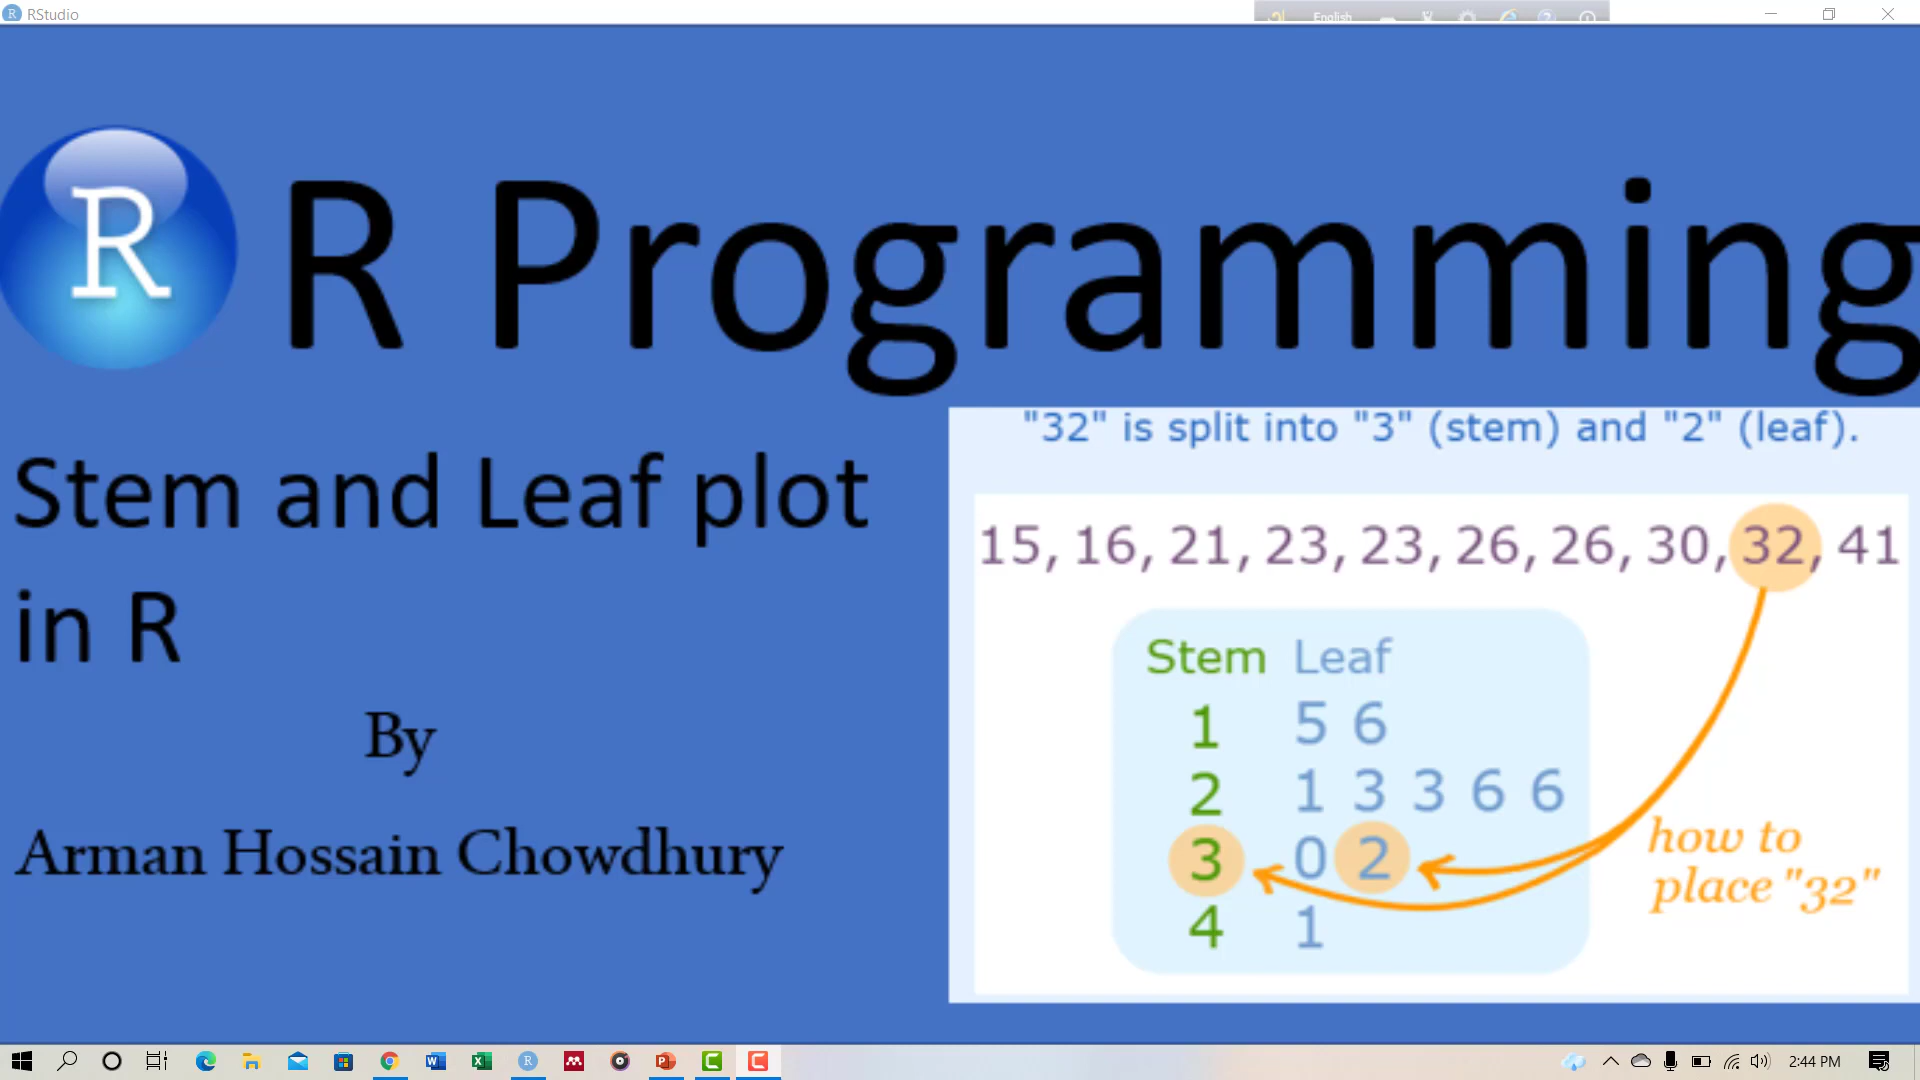 RStudio
English
R
R Programming
Stem and Leaf plot
in R
By
Arman Hossain Chowdhury
"32" is split into "3" (stem) and "2" (leaf).
15, 16, 21, 23, 23, 26, 26, 30, 32, 41
Stem Leaf
1 5 6
2 1 3 3 6 6
3 0 2
4 1
how to
place "32"
2:44 PM